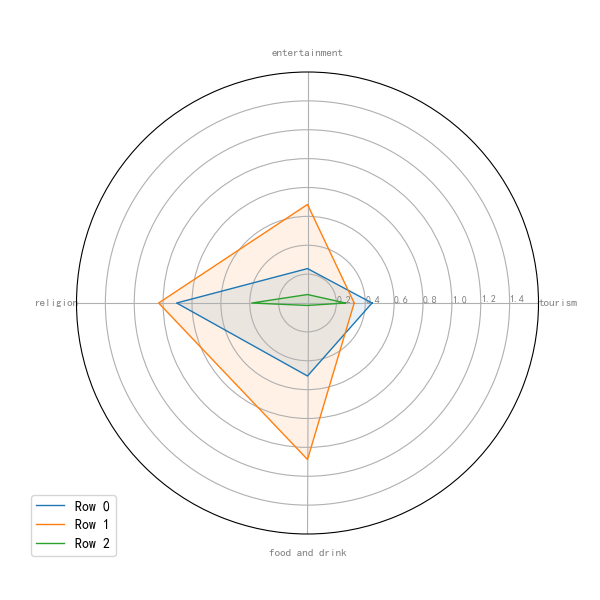 entertainment
religion
0.2 0.4 0.6 0.8 1.0 1.2 1.4
tourism
Row 0
Row 1
Row 2
food and drink